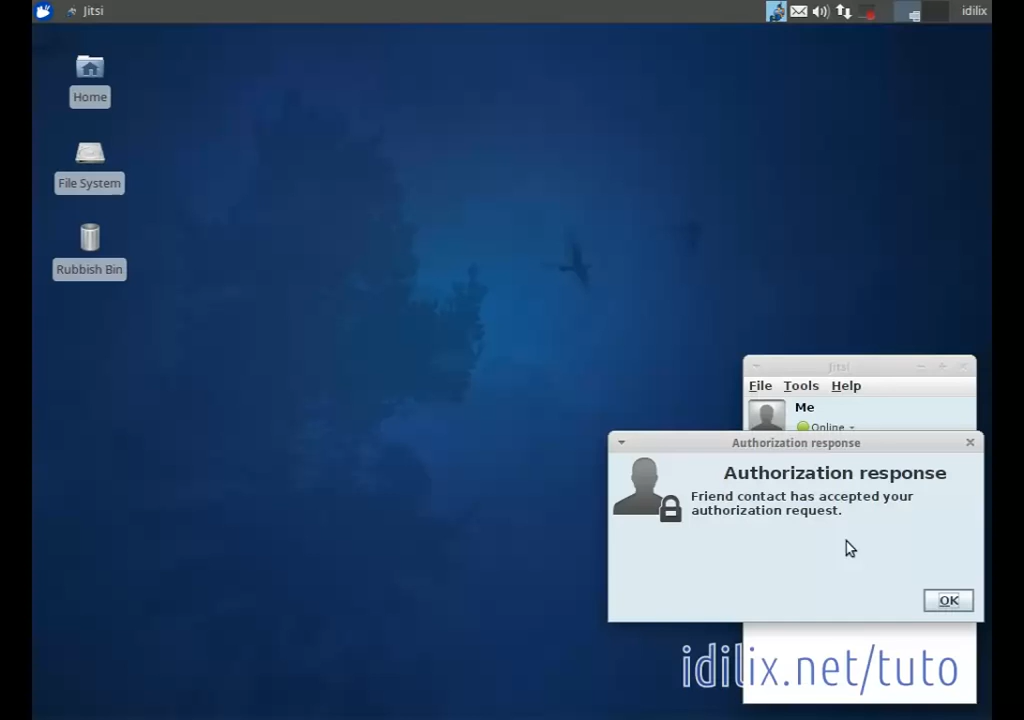 Jitsi
idilix
Home
File System
Rubbish Bin
Jitsi
File Tools Help
Me
Online
Authorization response
Authorization response
Friend contact has accepted your
authorization request.
OK
idilix.net/tuto